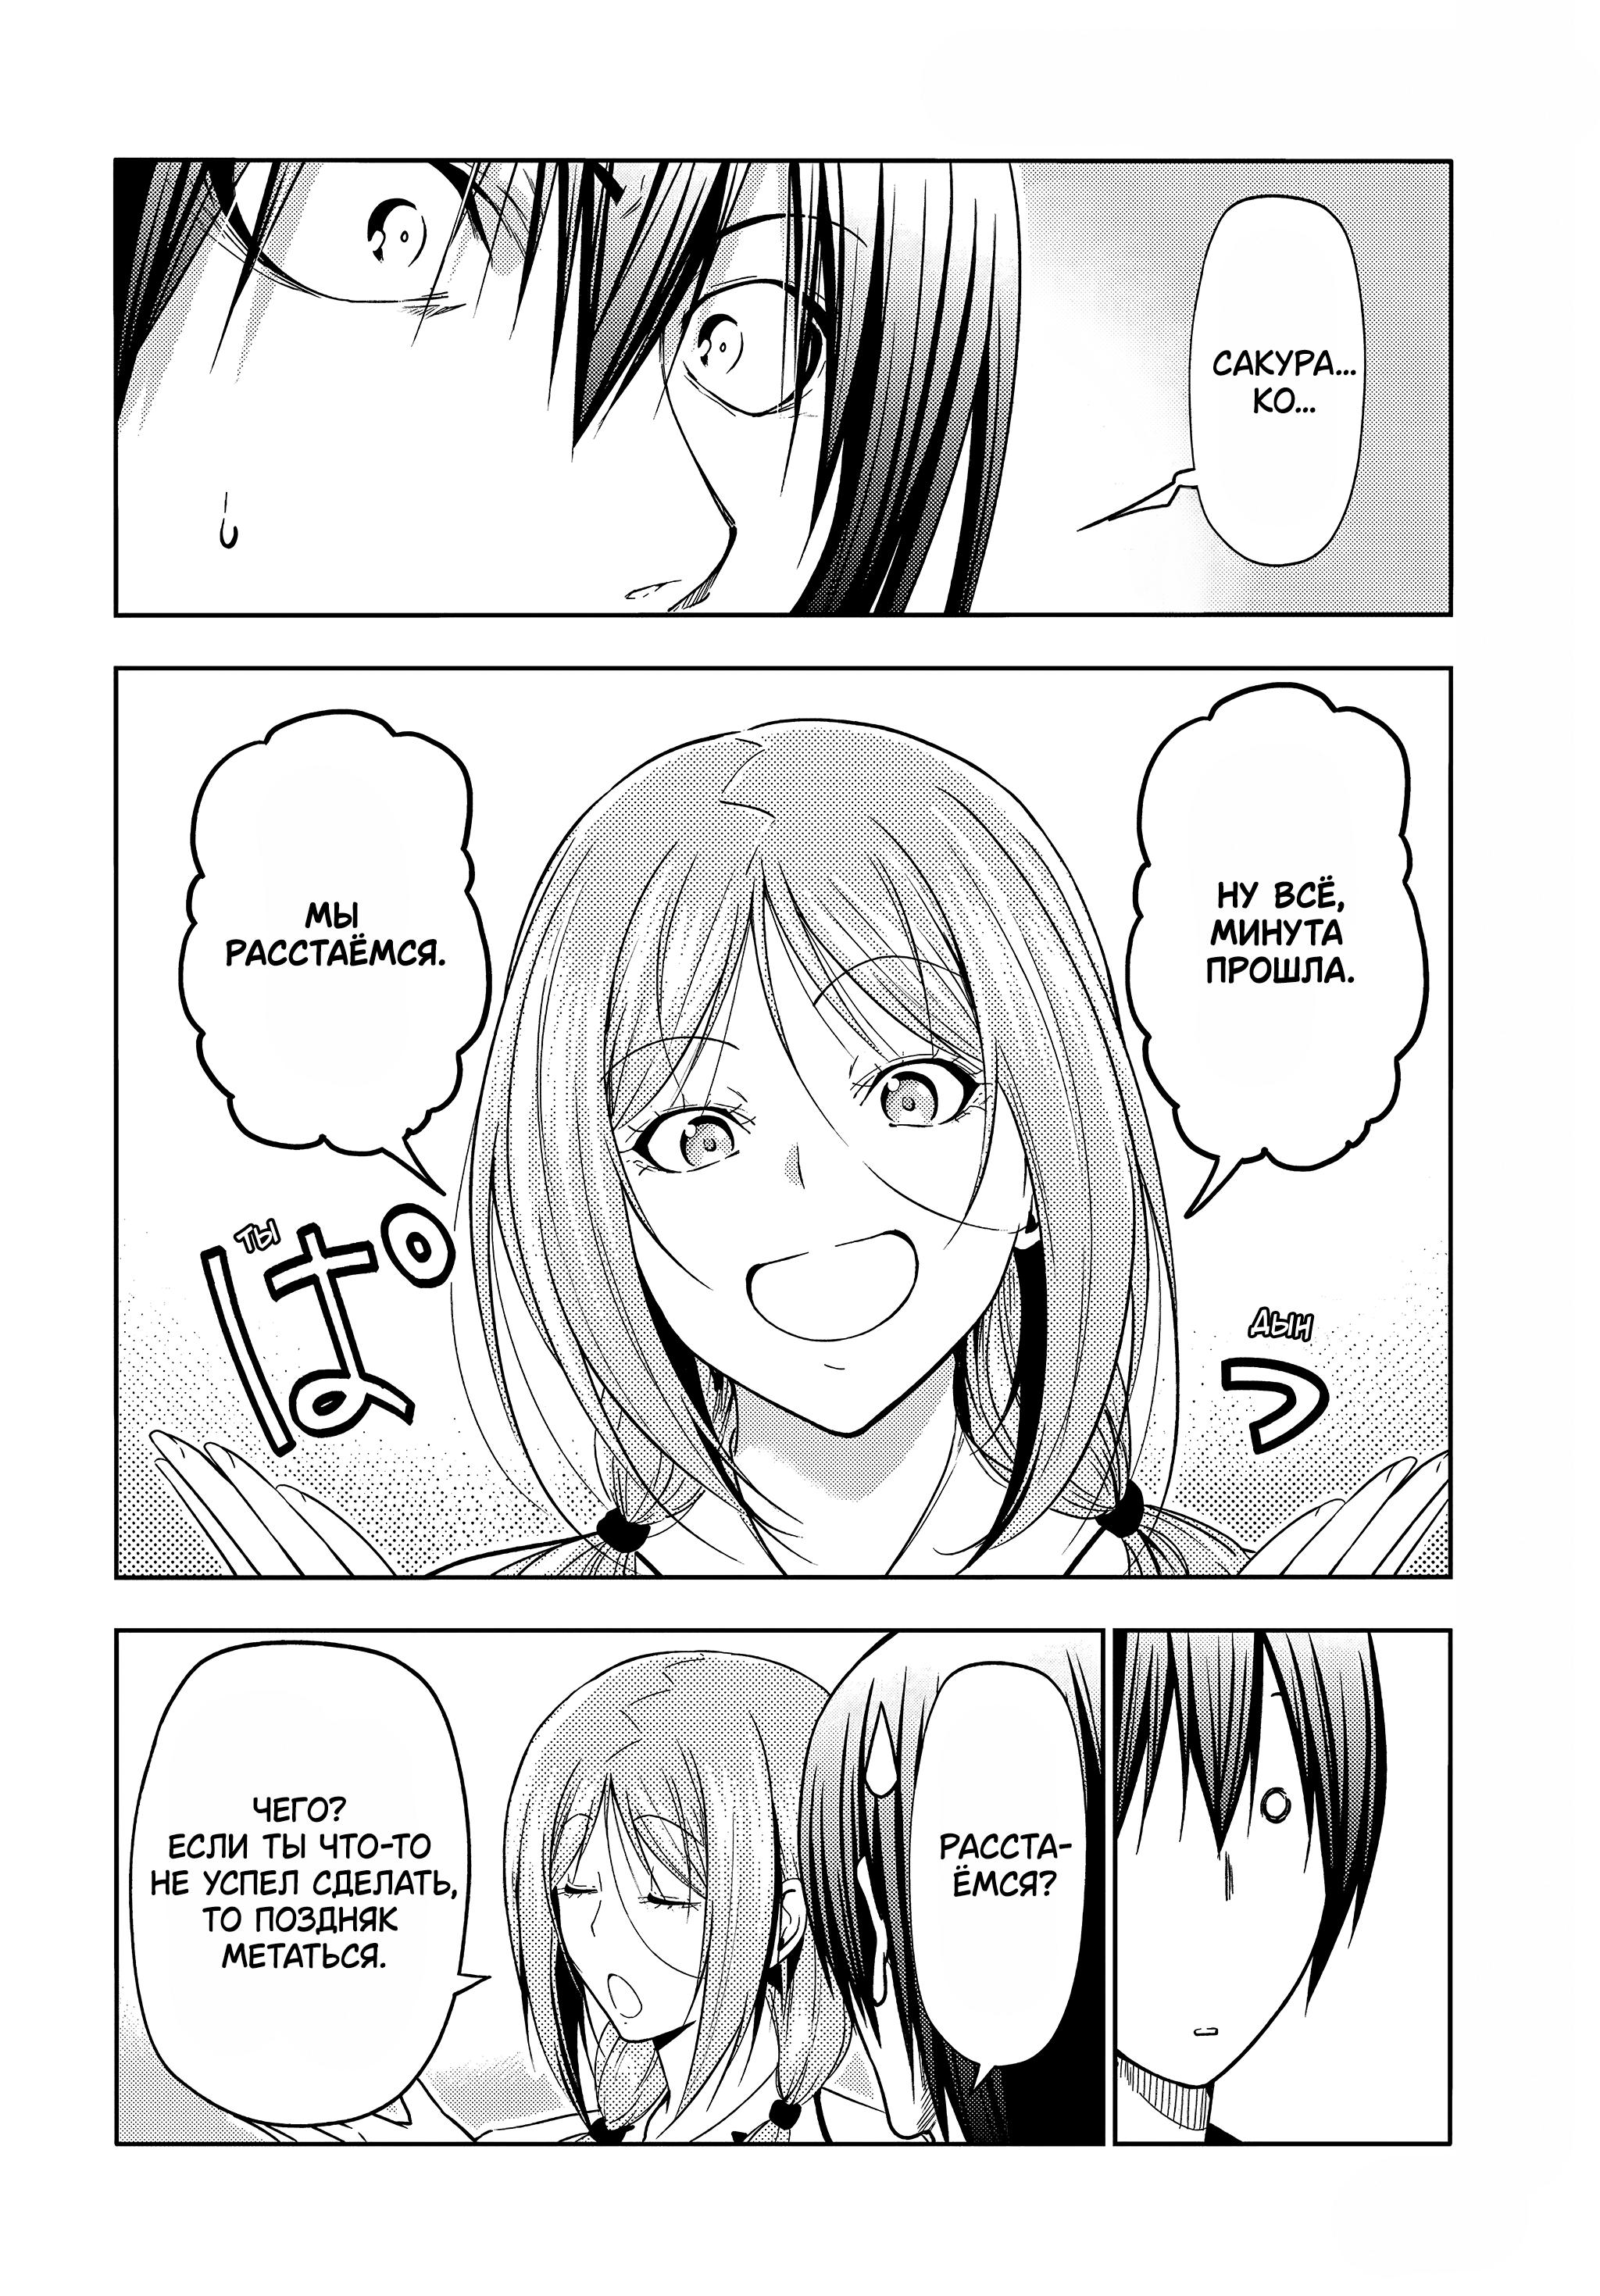 САКУРА...
КО...
НУ ВСЁ,
МИНУТА
ПРОШЛА.
МЫ
РАССТАЁМСЯ.
ДЫН
っ
ТЫ
ぱ
РАССТА-
ЁМСЯ?
ЧЕГО?
ЕСЛИ ТЫ ЧТО-ТО
НЕ УСПЕЛ СДЕЛАТЬ,
ТО ПОЗДНЯК
МЕТАТЬСЯ.